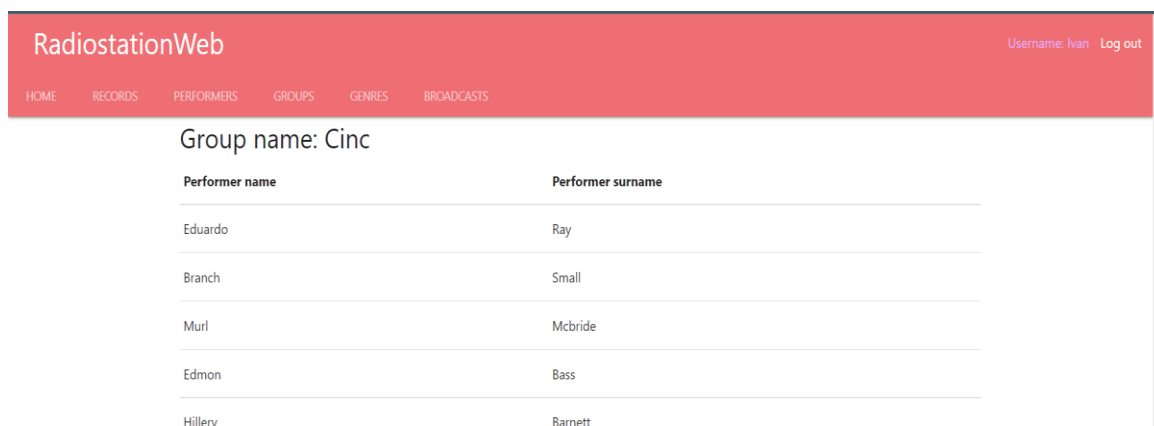 RadiostationWeb
Username: Ivan Log out
HOME RECORDS PERFORMERS GROUPS GENRES BROADCASTS
Group name: Cinc
Performer name Performer surname
Eduardo Ray
Branch Small
Murl Mcbride
Edmon Bass
Hillery Barnett